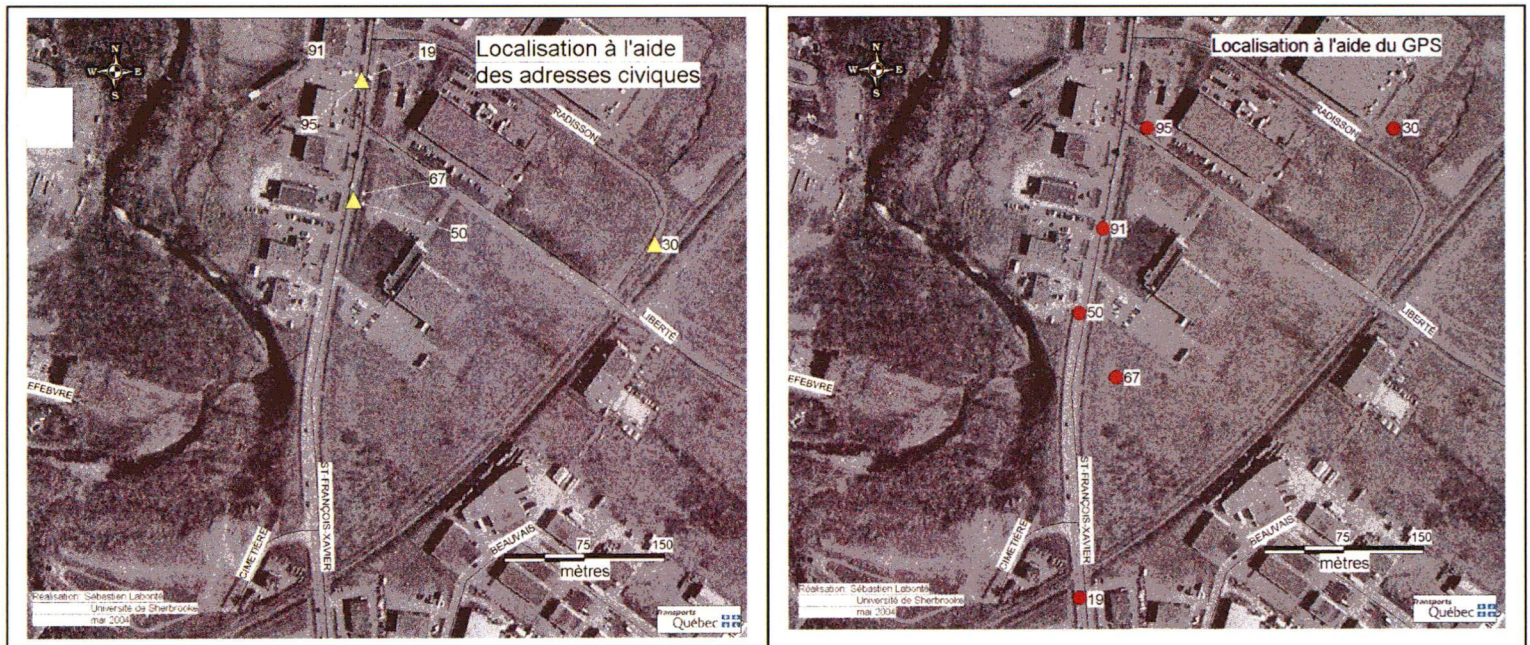 N
W E
S
91
19
Localisation à l'aide
des adresses civiques
95
RADISSON
67
50
30
LIBERTÉ
EFEBVRE
ST-FRANÇOIS-XAVIER
CIMETIÈRE
BEAUVAIS
75 150
mètres
Réalisation: Sébastien Labonté
Université de Sherbrooke
mai 2004
Transports
Québec
N
W E
S
Localisation à l'aide du GPS
RADISSON
95
30
91
50
LIBERTÉ
67
EFEBVRE
ST-FRANÇOIS-XAVIER
CIMETIÈRE
BEAUVAIS
75 150
mètres
19
Réalisation: Sébastien Labonté
Université de Sherbrooke
mai 2004
Transports
Québec